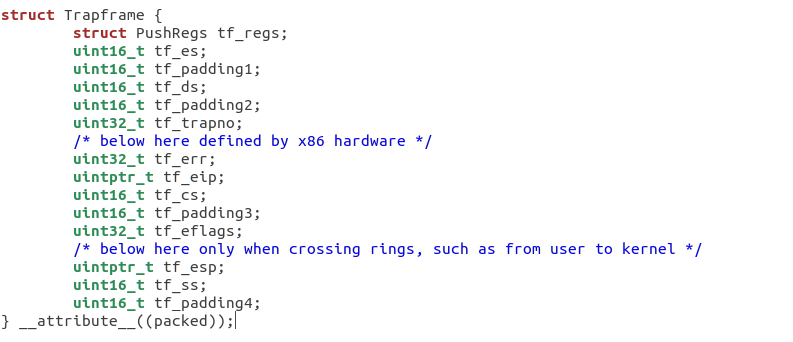 struct Trapframe {
struct PushRegs tf_regs;
uint16_t tf_es;
uint16_t tf_padding1;
uint16_t tf_ds;
uint16_t tf_padding2;
uint32_t tf_trapno;
/* below here defined by x86 hardware */
uint32_t tf_err;
uintptr_t tf_eip;
uint16_t tf_cs;
uint16_t tf_padding3;
uint32_t tf_eflags;
/* below here only when crossing rings, such as from user to kernel */
uintptr_t tf_esp;
uint16_t tf_ss;
uint16_t tf_padding4;
} __attribute__((packed));